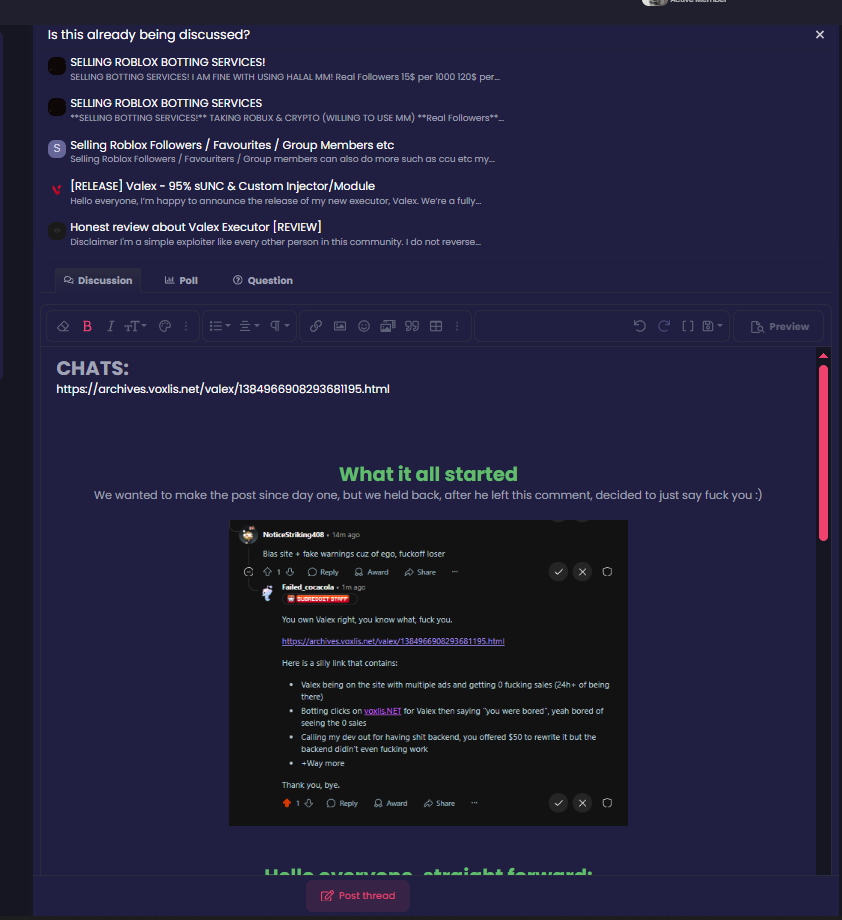 Active Member
Is this already being discussed?
SELLING ROBLOX BOTTING SERVICES!
SELLING BOTTING SERVICES! I AM FINE WITH USING HALAL MM! Real Followers 15$ per 1000 120$ per...
SELLING ROBLOX BOTTING SERVICES
**SELLING BOTTING SERVICES!** TAKING ROBUX & CRYPTO (WILLING TO USE MM) **Real Followers**...
S
Selling Roblox Followers / Favourites / Group Members etc
Selling Roblox Followers / Favouriters / Group members can also do more such as ccu etc my...
[RELEASE] Valex - 95% sUNC & Custom Injector/Module
Hello everyone, I'm happy to announce the release of my new executor, Valex. We're a fully...
Honest review about Valex Executor [REVIEW]
Disclaimer I'm a simple exploiter like every other person in this community. I do not reverse...
Discussion Poll Question
Preview
CHATS:
https://archives.voxlis.net/valex/1384966908293681195.html
What it all started
We wanted to make the post since day one, but we held back, after he left this comment, decided to just say fuck you :)
NoticeStriking408 • 14m ago
Bias site + fake warnings cuz of ego, fuckoff loser
1 Reply Award Share ...
Failed_cocacola • 1m ago
SUBREDDIT STAFF
You own Valex right, you know what, fuck you.
https://archives.voxlis.net/valex/1384966908293681195.html
Here is a silly link that contains:
• Valex being on the site with multiple ads and getting 0 fucking sales (24h+ of being
there)
• Botting clicks on voxlis.NET for Valex then saying "you were bored", yeah bored of
seeing the 0 sales
• Calling my dev out for having shit backend, you offered $50 to rewrite it but the
backend didn't even fucking work
• +Way more
Thank you, bye.
1 Reply Award Share ...
Hello everyone, straight forward:
Post thread